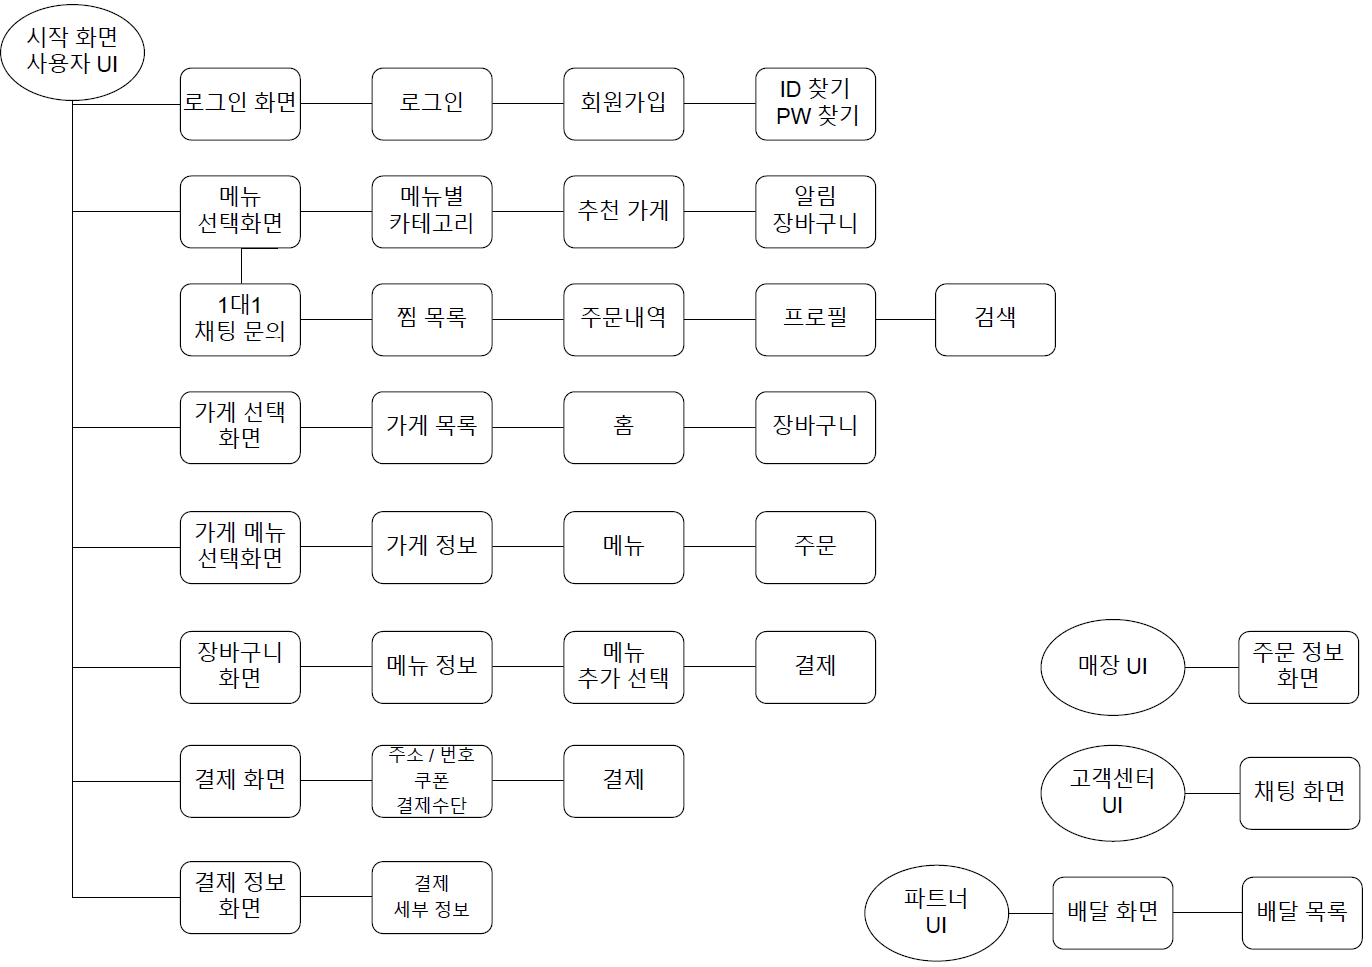 시작 화면
사용자 UI
로그인 화면
로그인
회원가입
ID 찾기
PW 찾기
메뉴
선택화면
메뉴별
카테고리
추천 가게
알림
장바구니
1대1
채팅 문의
찜 목록
주문내역
프로필
검색
가게 선택
화면
가게 목록
홈
장바구니
가게 메뉴
선택화면
가게 정보
메뉴
주문
장바구니
화면
메뉴 정보
메뉴
추가 선택
결제
매장 UI
주문 정보
화면
결제 화면
주소 / 번호
쿠폰
결제수단
결제
고객센터
UI
채팅 화면
결제 정보
화면
결제
세부 정보
파트너
UI
배달 화면
배달 목록